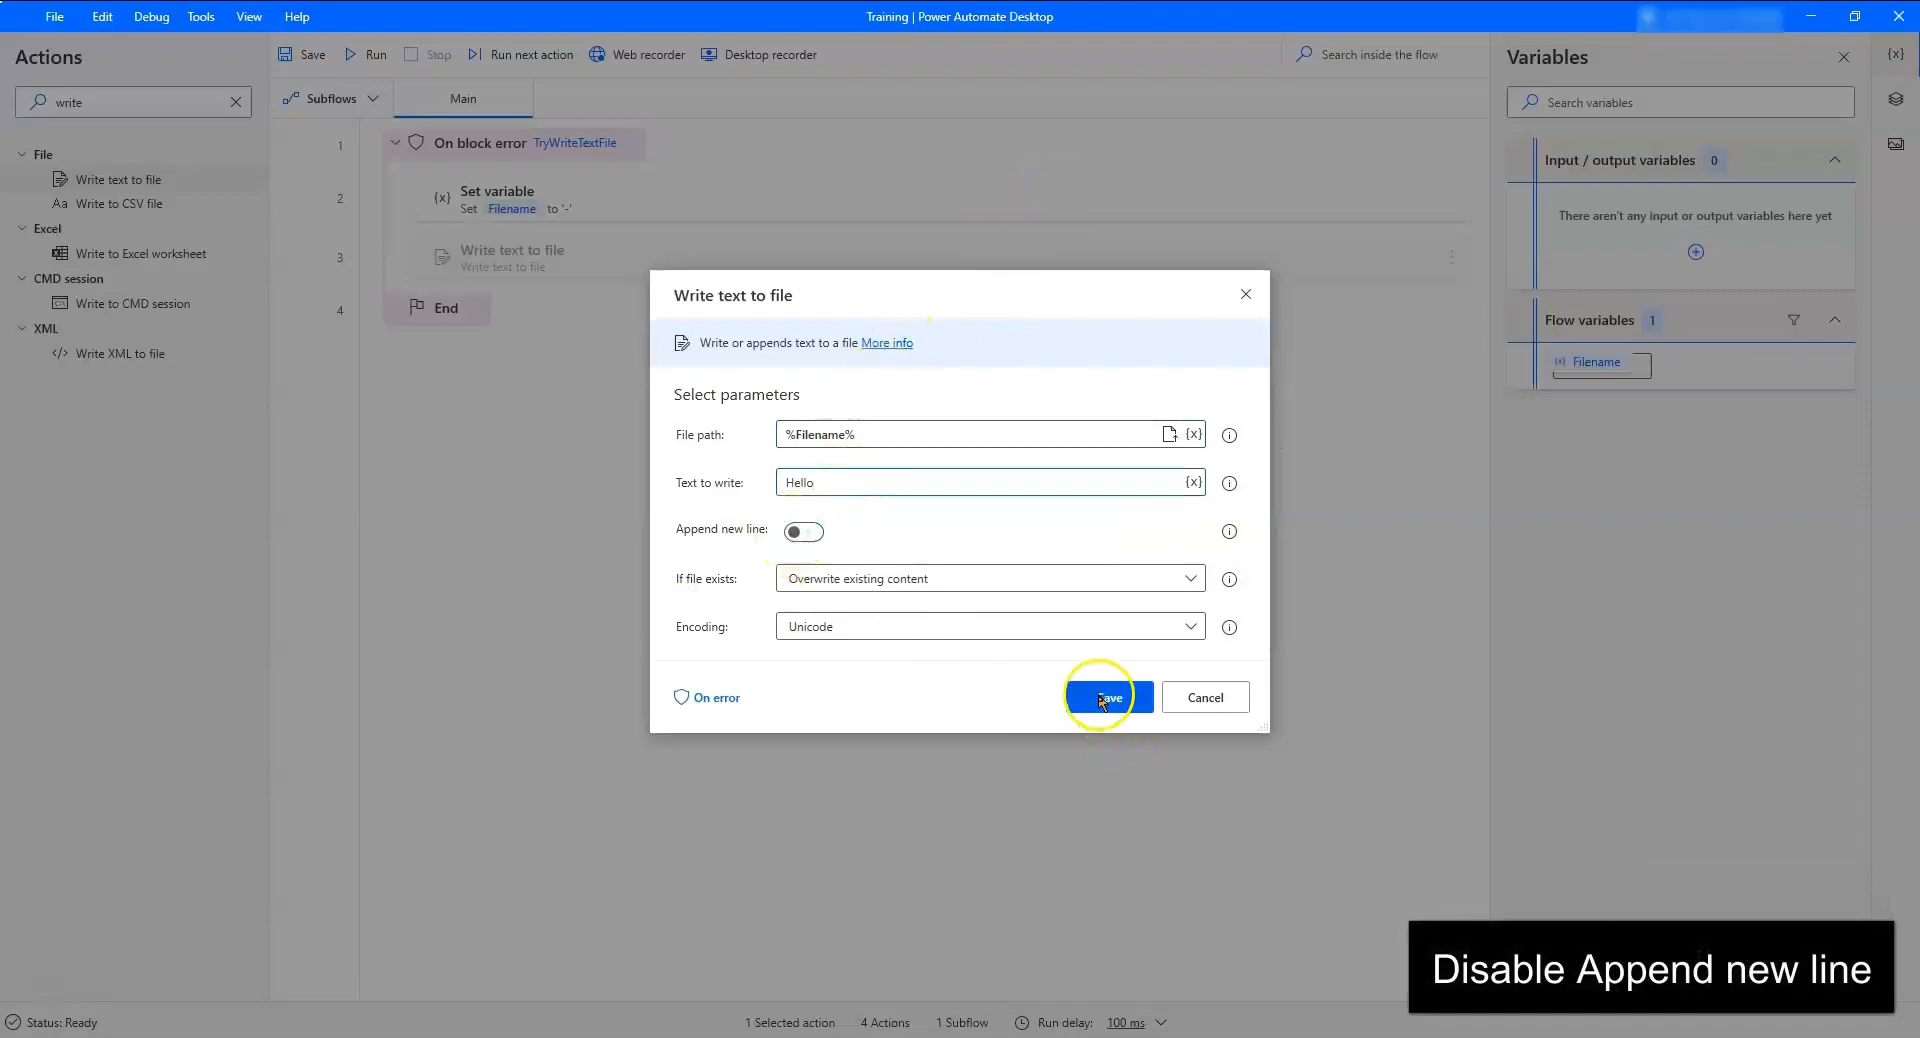 File Edit Debug Tools View Help
Training | Power Automate Desktop
Actions
Save Run Stop Run next action Web recorder Desktop recorder
Search inside the flow
Variables
{x}
write
Subflows
Main
Search variables
File
Write text to file
Aa Write to CSV file
Excel
Write to Excel worksheet
CMD session
Write to CMD session
XML
</> Write XML to file
1
On block error TryWriteTextFile
2
{x} Set variable
Set Filename to '-'
3
Write text to file
Write text to file
4
End
Input / output variables 0
There aren't any input or output variables here yet
Flow variables 1
{x} Filename
Write text to file
Write or appends text to a file More info
Select parameters
File path: %Filename% {x}
Text to write: Hello {x}
Append new line:
If file exists: Overwrite existing content
Encoding: Unicode
On error
Save
Cancel
Disable Append new line
Status: Ready
1 Selected action 4 Actions 1 Subflow Run delay: 100 ms